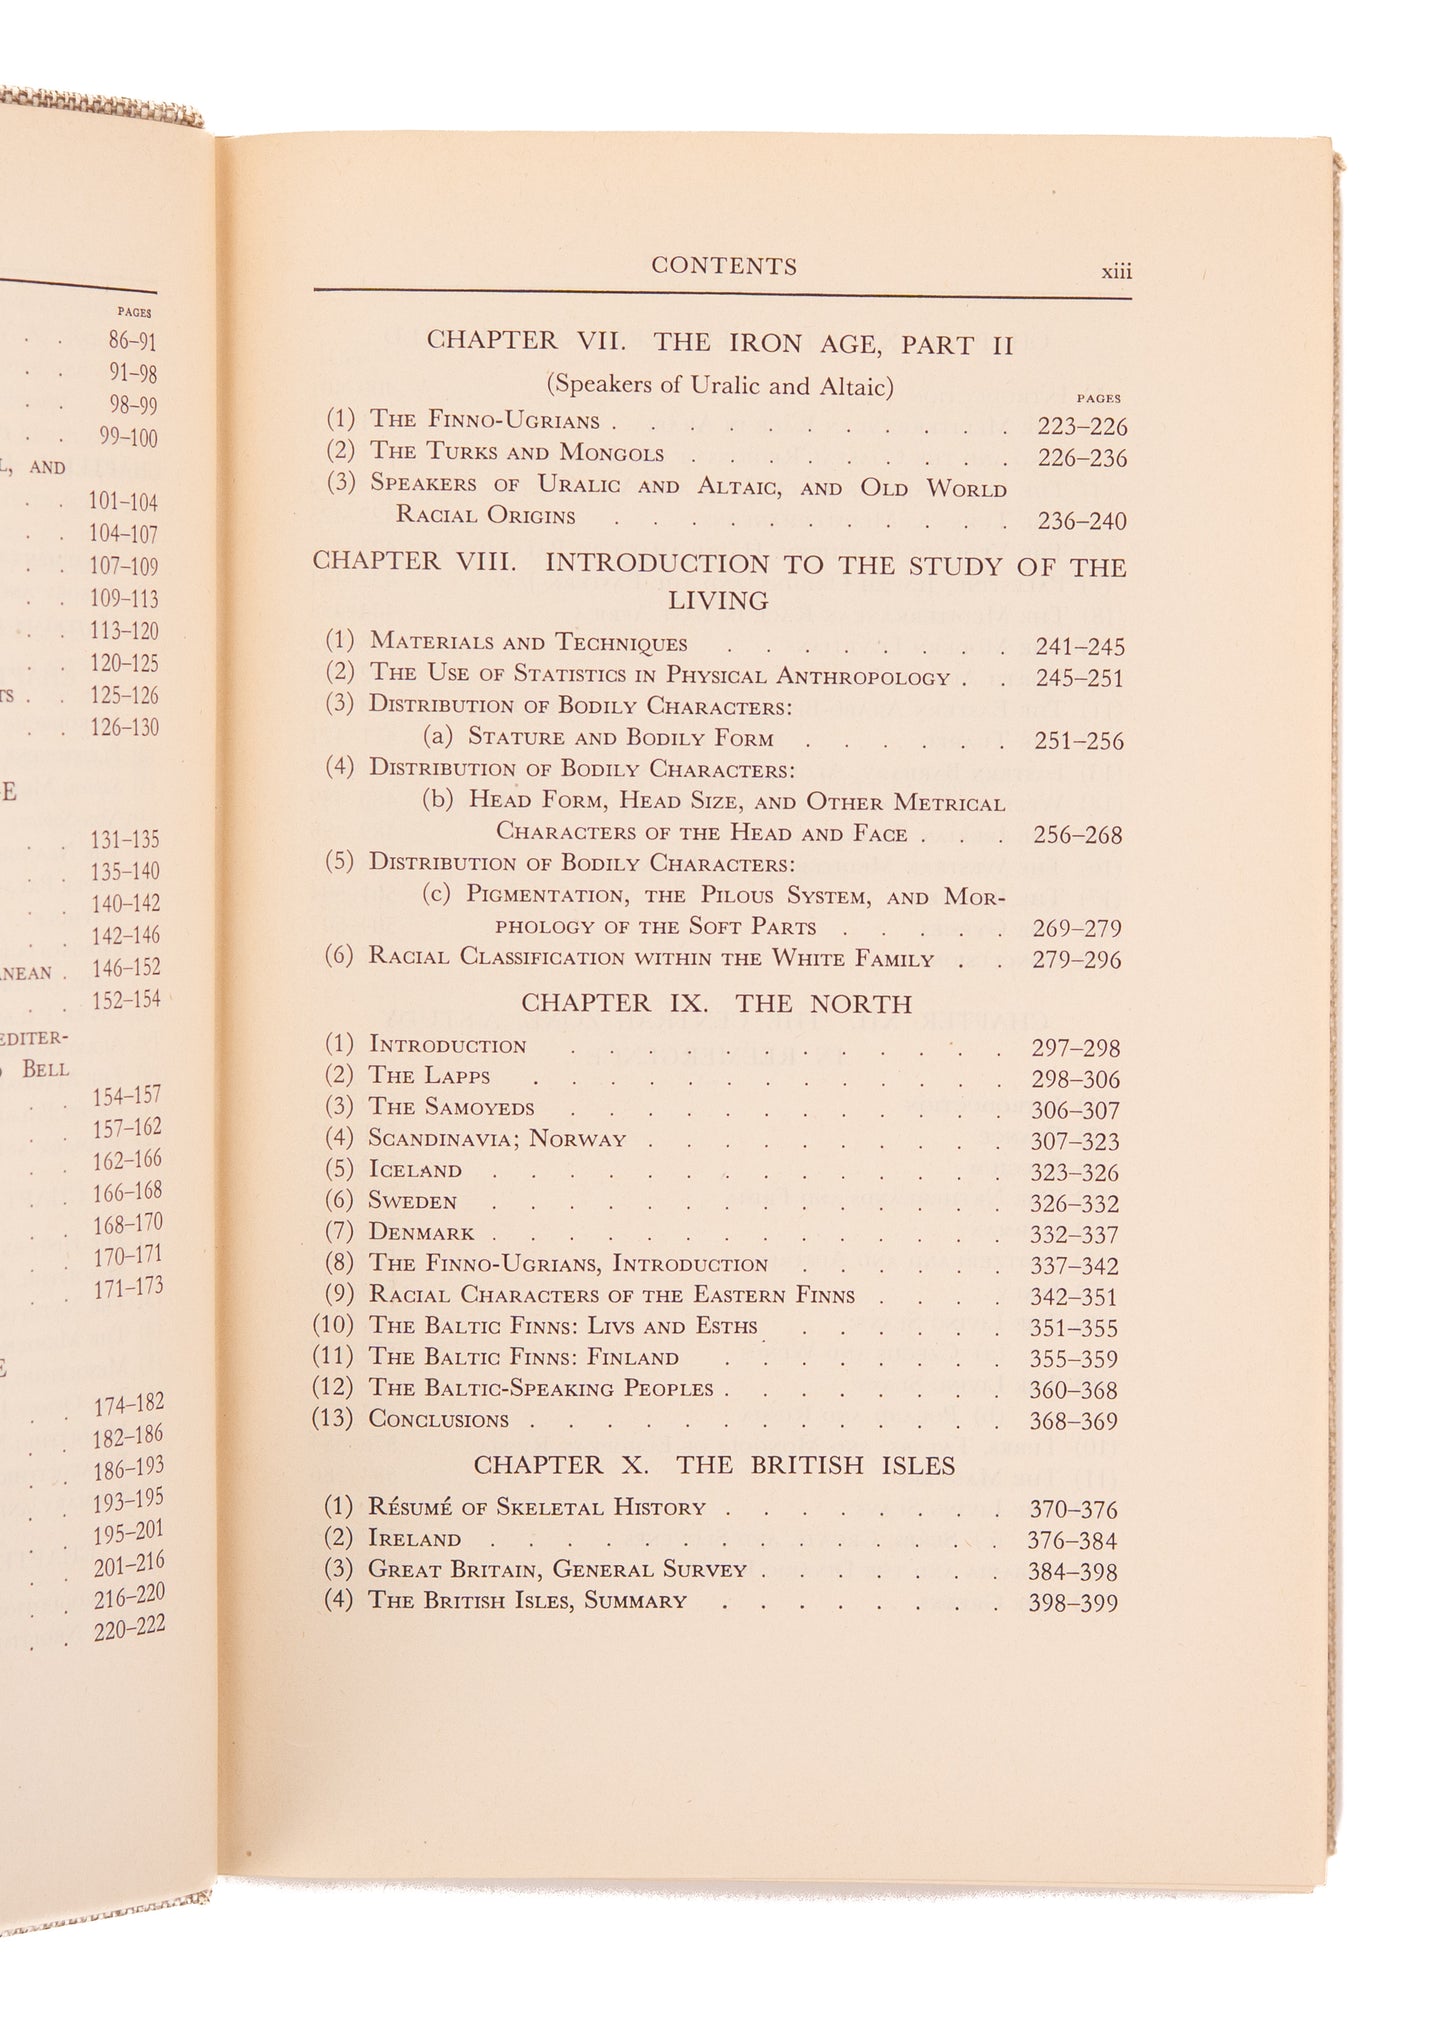 PAGES
. . 86–91
. . 91–98
. . 98–99
. . 99–100
L, AND
. . 101–104
. . 104–107
. . 107–109
. . 109–113
. . 113–120
. . 120–125
TS . . 125–126
. . 126–130
E
. . 131–135
. . 135–140
. . 140–142
. . 142–146
NEAN . 146–152
. . 152–154
EDITER-
BELL
. . 154–157
. . 157–162
. . 162–166
. . 166–168
. . 168–170
. . 170–171
. . 171–173
E
. . 174–182
. . 182–186
. . 186–193
. . 193–195
. . 195–201
. . 201–216
. . 216–220
. . 220–222
CONTENTS xiii
CHAPTER VII. THE IRON AGE, PART II
(Speakers of Uralic and Altaic)
PAGES
(1) THE FINNO-UGRIANS . . . . . . . . . . . 223–226
(2) THE TURKS AND MONGOLS . . . . . . . . . 226–236
(3) SPEAKERS OF URALIC AND ALTAIC, AND OLD WORLD
RACIAL ORIGINS . . . . . . . . . . . 236–240
CHAPTER VIII. INTRODUCTION TO THE STUDY OF THE
LIVING
(1) MATERIALS AND TECHNIQUES . . . . . . . . 241–245
(2) THE USE OF STATISTICS IN PHYSICAL ANTHROPOLOGY . . 245–251
(3) DISTRIBUTION OF BODILY CHARACTERS:
(a) STATURE AND BODILY FORM . . . . . . 251–256
(4) DISTRIBUTION OF BODILY CHARACTERS:
(b) HEAD FORM, HEAD SIZE, AND OTHER METRICAL
CHARACTERS OF THE HEAD AND FACE . . . 256–268
(5) DISTRIBUTION OF BODILY CHARACTERS:
(c) PIGMENTATION, THE PILOUS SYSTEM, AND MOR-
PHOLOGY OF THE SOFT PARTS . . . . . 269–279
(6) RACIAL CLASSIFICATION WITHIN THE WHITE FAMILY . . 279–296
CHAPTER IX. THE NORTH
(1) INTRODUCTION . . . . . . . . . . . . 297–298
(2) THE LAPPS . . . . . . . . . . . . . 298–306
(3) THE SAMOYEDS . . . . . . . . . . . . 306–307
(4) SCANDINAVIA; NORWAY . . . . . . . . . . 307–323
(5) ICELAND . . . . . . . . . . . . . . 323–326
(6) SWEDEN . . . . . . . . . . . . . . 326–332
(7) DENMARK . . . . . . . . . . . . . . 332–337
(8) THE FINNO-UGRIANS, INTRODUCTION . . . . . . 337–342
(9) RACIAL CHARACTERS OF THE EASTERN FINNS . . . . 342–351
(10) THE BALTIC FINNS: LIVS AND ESTHS . . . . . . 351–355
(11) THE BALTIC FINNS: FINLAND . . . . . . . . 355–359
(12) THE BALTIC-SPEAKING PEOPLES . . . . . . . . 360–368
(13) CONCLUSIONS . . . . . . . . . . . . . 368–369
CHAPTER X. THE BRITISH ISLES
(1) RÉSUMÉ OF SKELETAL HISTORY . . . . . . . . 370–376
(2) IRELAND . . . . . . . . . . . . . . 376–384
(3) GREAT BRITAIN, GENERAL SURVEY . . . . . . . 384–398
(4) THE BRITISH ISLES, SUMMARY . . . . . . . . 398–399